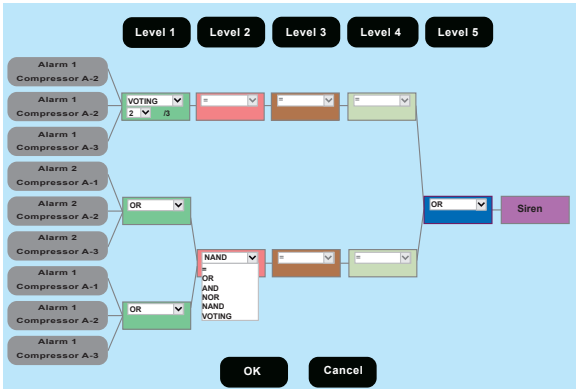 Level 1 Level 2 Level 3 Level 4 Level 5
Alarm 1
Compressor A-2
Alarm 1
Compressor A-2
Alarm 1
Compressor A-3
VOTING = = =
2 /3
Alarm 2
Compressor A-1
Alarm 2
Compressor A-2
Alarm 2
Compressor A-3
OR
OR
Siren
Alarm 1
Compressor A-1
Alarm 1
Compressor A-2
Alarm 1
Compressor A-3
OR
NAND = =
=
OR
AND
NOR
NAND
VOTING
OK Cancel